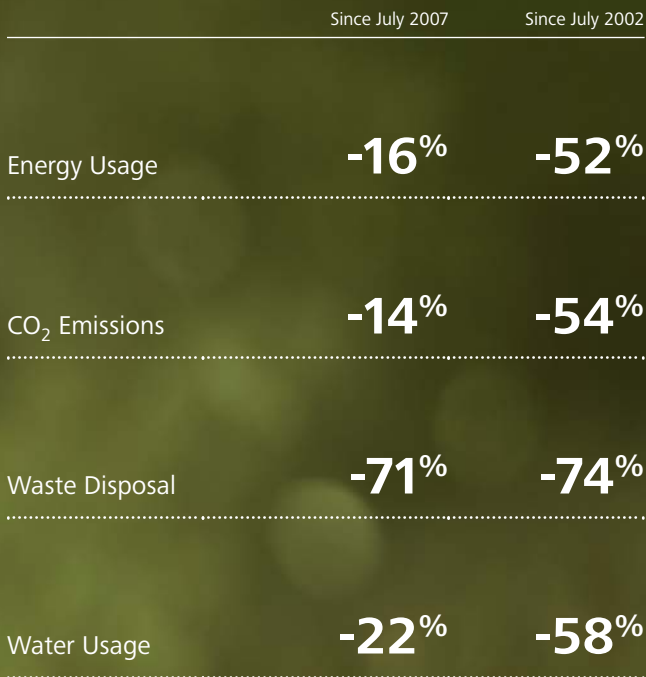 Since July 2007 Since July 2002
Energy Usage -16% -52%
CO₂ Emissions -14% -54%
Waste Disposal -71% -74%
Water Usage -22% -58%